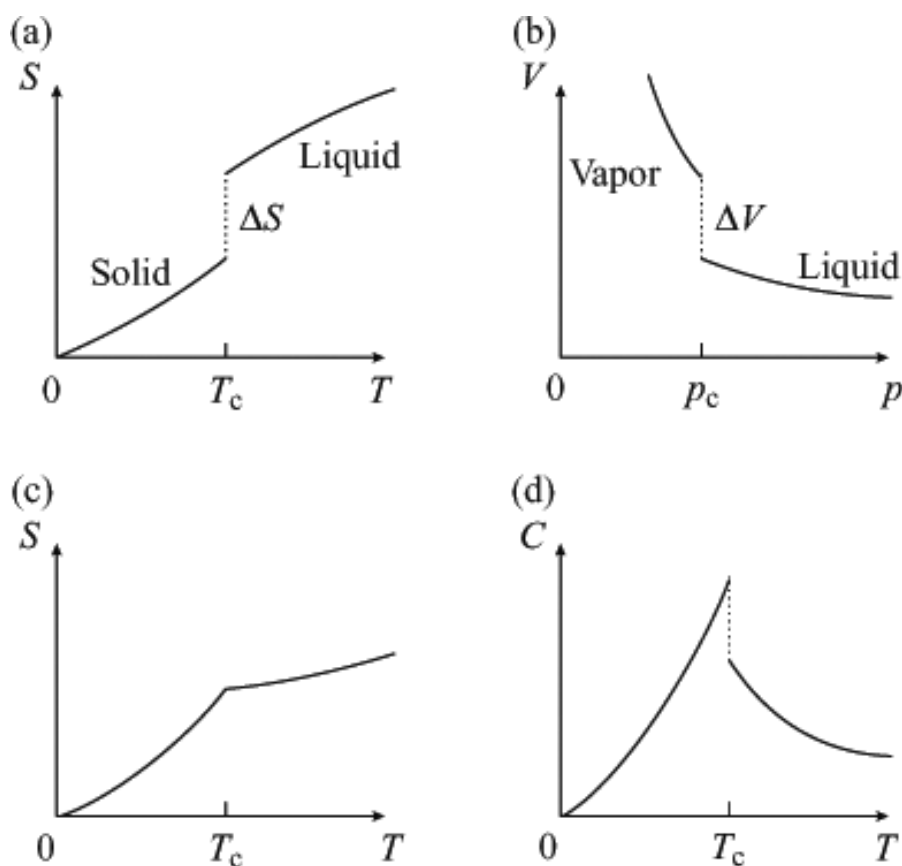 (a)
S
Liquid
ΔS
Solid
0
T_c
T
(b)
V
Vapor
ΔV
Liquid
0
p_c
p
(c)
S
0
T_c
T
(d)
C
0
T_c
T